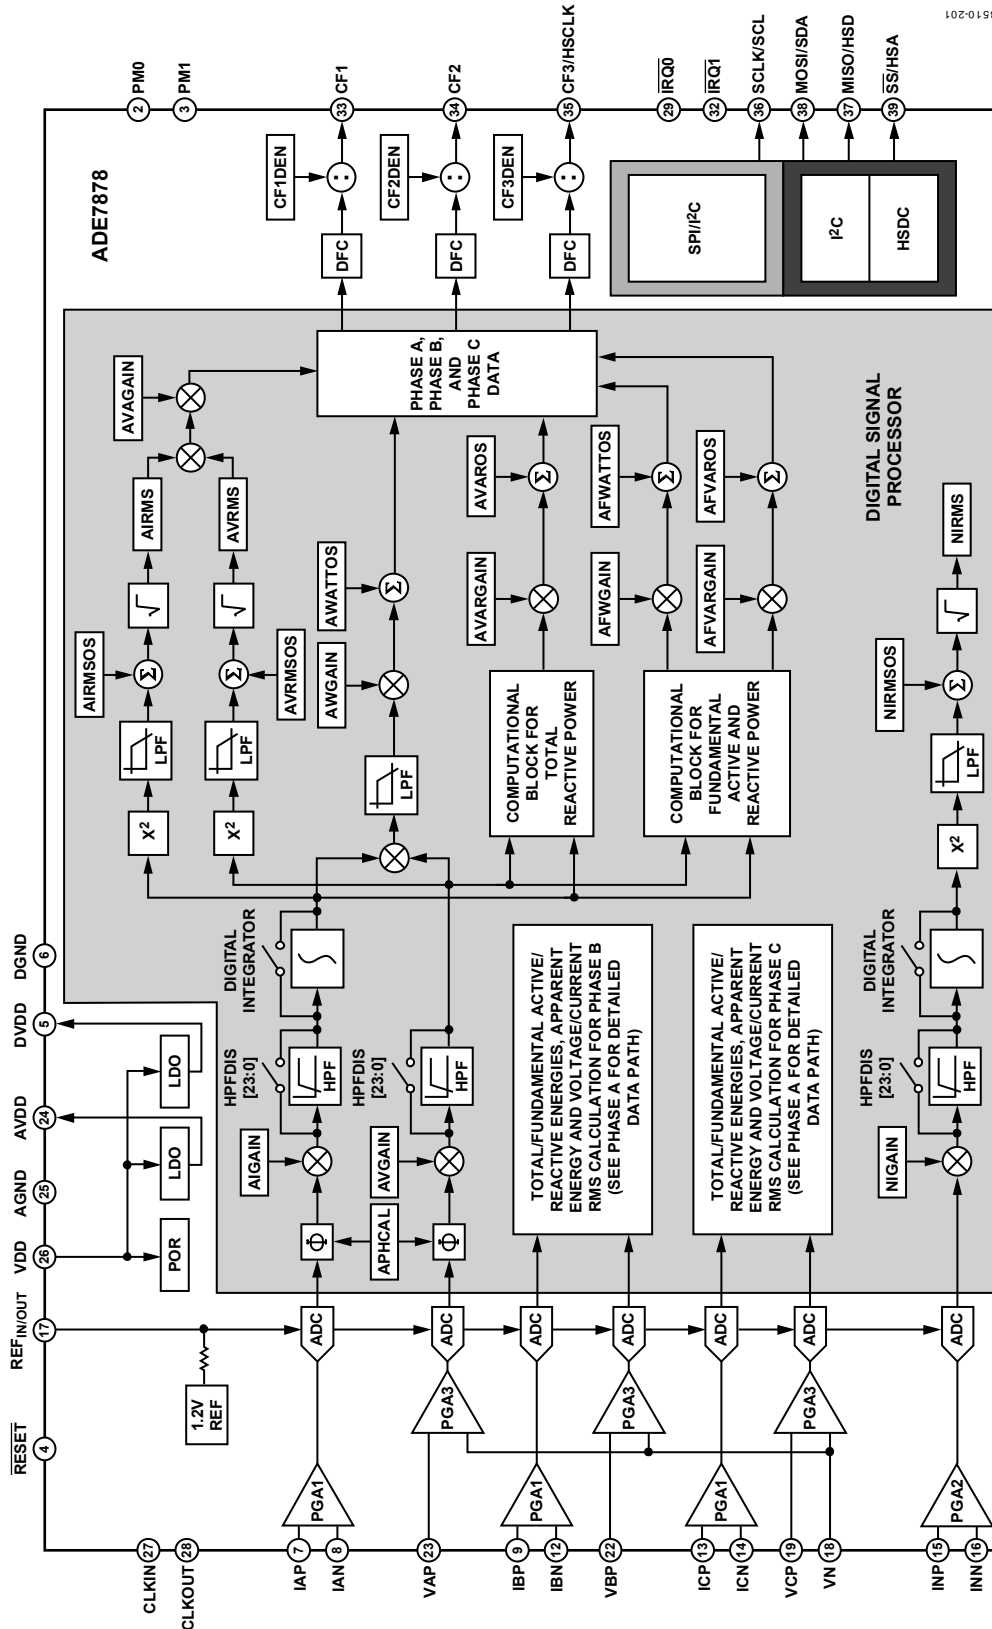 RESET
4
REF IN/OUT
17
VDD
26
AGND
25
AVDD
24
DVDD
5
DGND
6
CLKIN 27
CLKOUT 28
1.2V
REF
POR
LDO
LDO
ADE7878
2 PM0
3 PM1
IAP
7
IAN
8
PGA1
ADC
Φ
AIGAIN
HPFDIS
[23:0]
HPF
DIGITAL
INTEGRATOR
∫
X²
LPF
AIRMSOS
Σ
√
AIRMS
AVAGAIN
X²
LPF
Σ
AVRMSOS
√
AVRMS
APHCAL
VAP
23
PGA3
ADC
Φ
AVGAIN
HPFDIS
[23:0]
HPF
LPF
AWGAIN
AWATTOS
Σ
PHASE A,
PHASE B,
AND
PHASE C
DATA
DFC
CF1DEN
:
33
CF1
DFC
CF2DEN
:
34
CF2
DFC
CF3DEN
:
35
CF3/HSCLK
IBP
9
IBN
12
PGA1
ADC
VBP
22
PGA3
ADC
TOTAL/FUNDAMENTAL ACTIVE/
REACTIVE ENERGIES, APPARENT
ENERGY AND VOLTAGE/CURRENT
RMS CALCULATION FOR PHASE B
(SEE PHASE A FOR DETAILED
DATA PATH)
COMPUTATIONAL
BLOCK FOR
TOTAL
REACTIVE POWER
AVARGAIN
AVAROS
Σ
COMPUTATIONAL
BLOCK FOR
FUNDAMENTAL
ACTIVE AND
REACTIVE POWER
AFWGAIN
AFWATTOS
Σ
AFVARGAIN
AFVAROS
Σ
ICP
13
ICN
14
PGA1
ADC
VCP
19
VN
18
PGA3
ADC
TOTAL/FUNDAMENTAL ACTIVE/
REACTIVE ENERGIES, APPARENT
ENERGY AND VOLTAGE/CURRENT
RMS CALCULATION FOR PHASE C
(SEE PHASE A FOR DETAILED
DATA PATH)
DIGITAL SIGNAL
PROCESSOR
INP
15
INN
16
PGA2
ADC
NIGAIN
HPFDIS
[23:0]
HPF
DIGITAL
INTEGRATOR
∫
X²
LPF
NIRMSOS
Σ
√
NIRMS
29
IRQ0
32
IRQ1
SPI/I²C
I²C
HSDC
36
SCLK/SCL
38
MOSI/SDA
37
MISO/HSD
39
SS/HSA